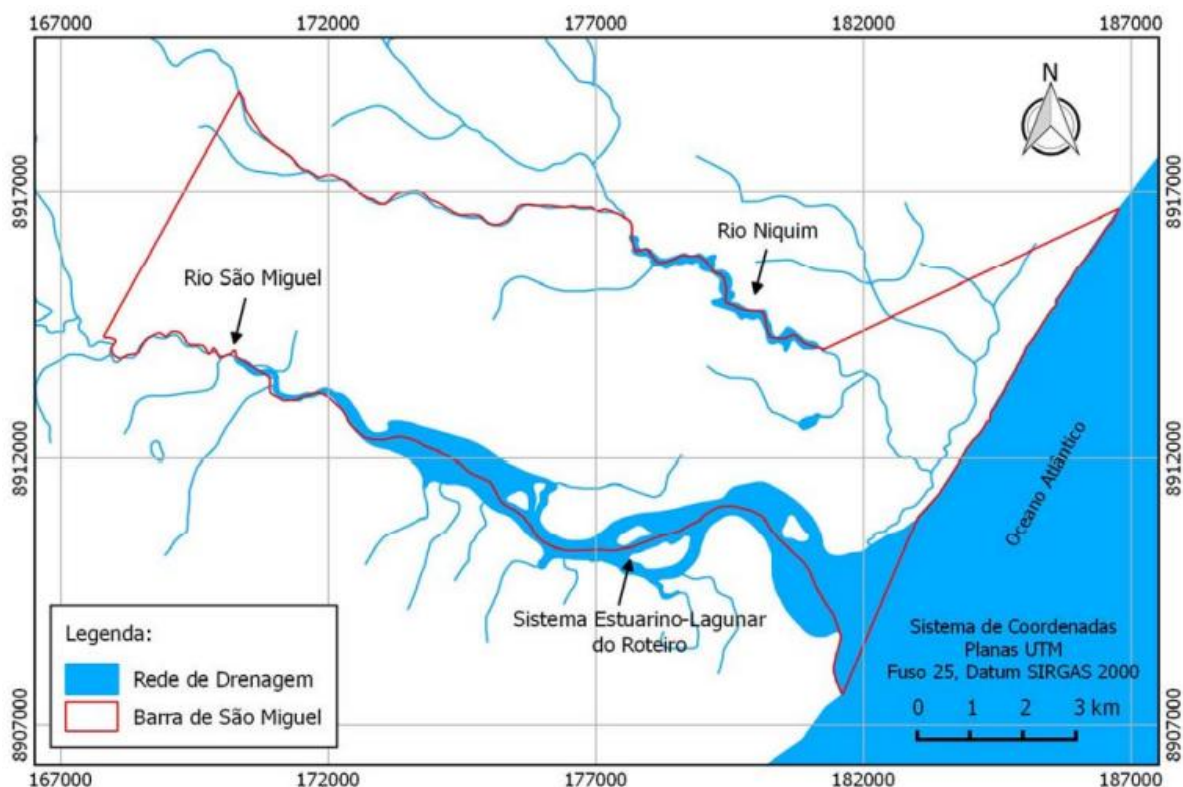 167000 172000 177000 182000 187000
N
8917000 8917000
Rio Niquim
Rio São Miguel
8912000 8912000
Oceano Atlântico
Sistema Estuarino-Lagunar
do Roteiro
Legenda:
Rede de Drenagem
Barra de São Miguel
Sistema de Coordenadas
Planas UTM
Fuso 25, Datum SIRGAS 2000
0 1 2 3 km
8907000 8907000
167000 172000 177000 182000 187000